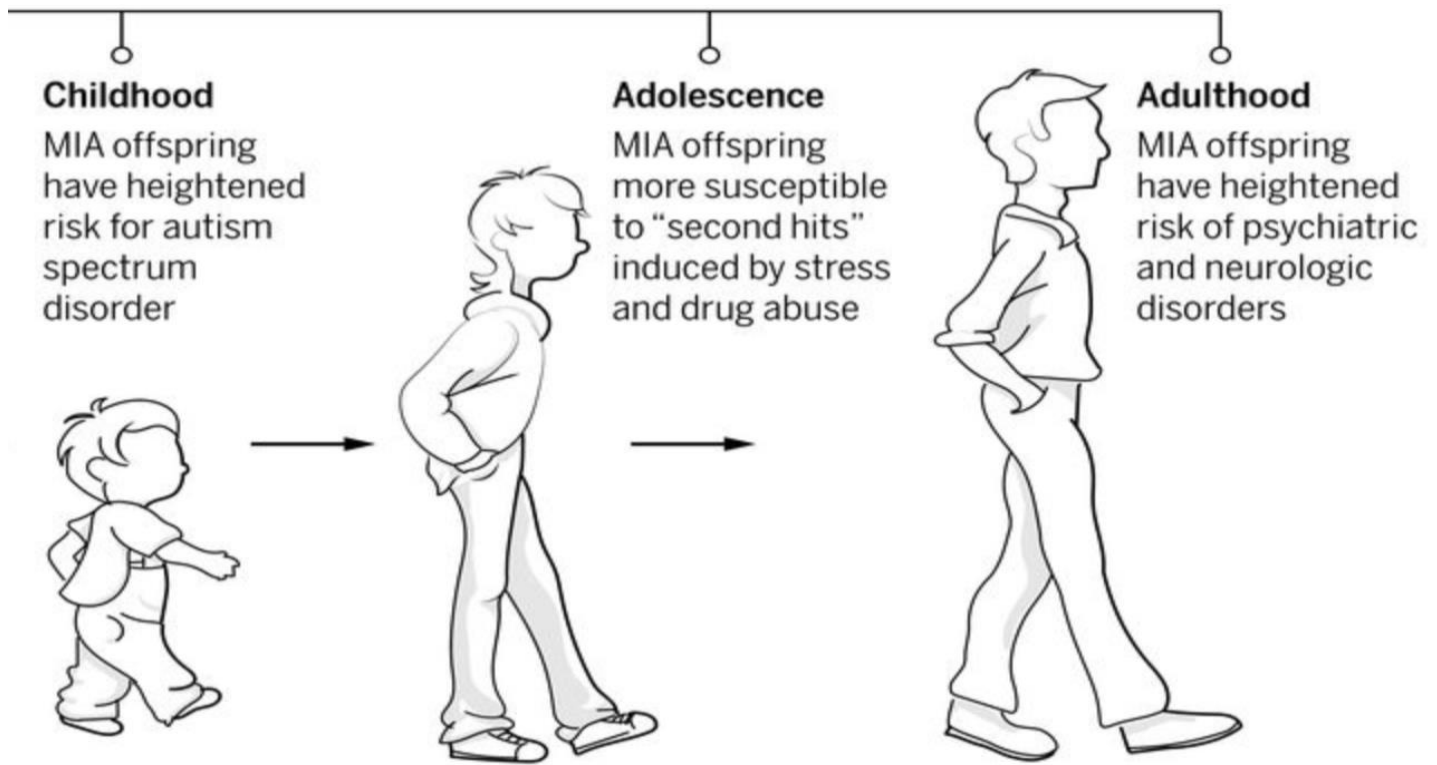 Childhood
MIA offspring
have heightened
risk for autism
spectrum
disorder
Adolescence
MIA offspring
more susceptible
to “second hits”
induced by stress
and drug abuse
Adulthood
MIA offspring
have heightened
risk of psychiatric
and neurologic
disorders